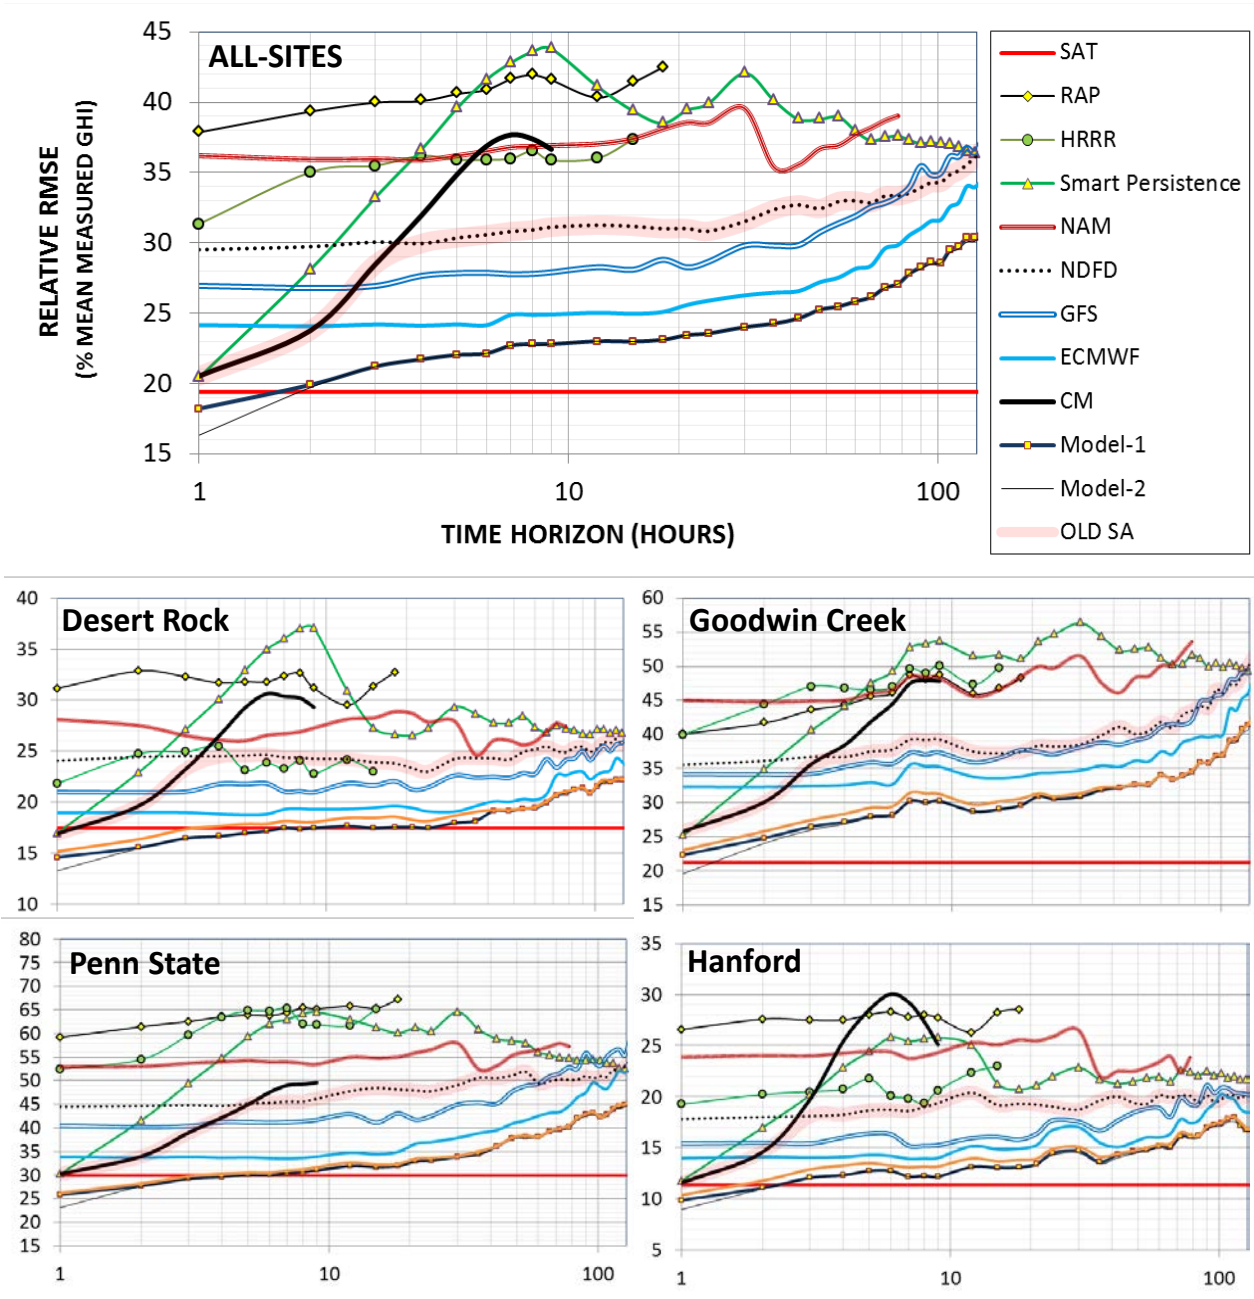 ALL-SITES
45
40
35
30
25
20
15
RELATIVE RMSE
(% MEAN MEASURED GHI)
1
10
100
TIME HORIZON (HOURS)
SAT
RAP
HRRR
Smart Persistence
NAM
NDFD
GFS
ECMWF
CM
Model-1
Model-2
OLD SA
Desert Rock
40
35
30
25
20
15
10
Goodwin Creek
60
55
50
45
40
35
30
25
20
15
Penn State
80
75
70
65
60
55
50
45
40
35
30
25
20
15
1
10
100
Hanford
35
30
25
20
15
10
5
1
10
100